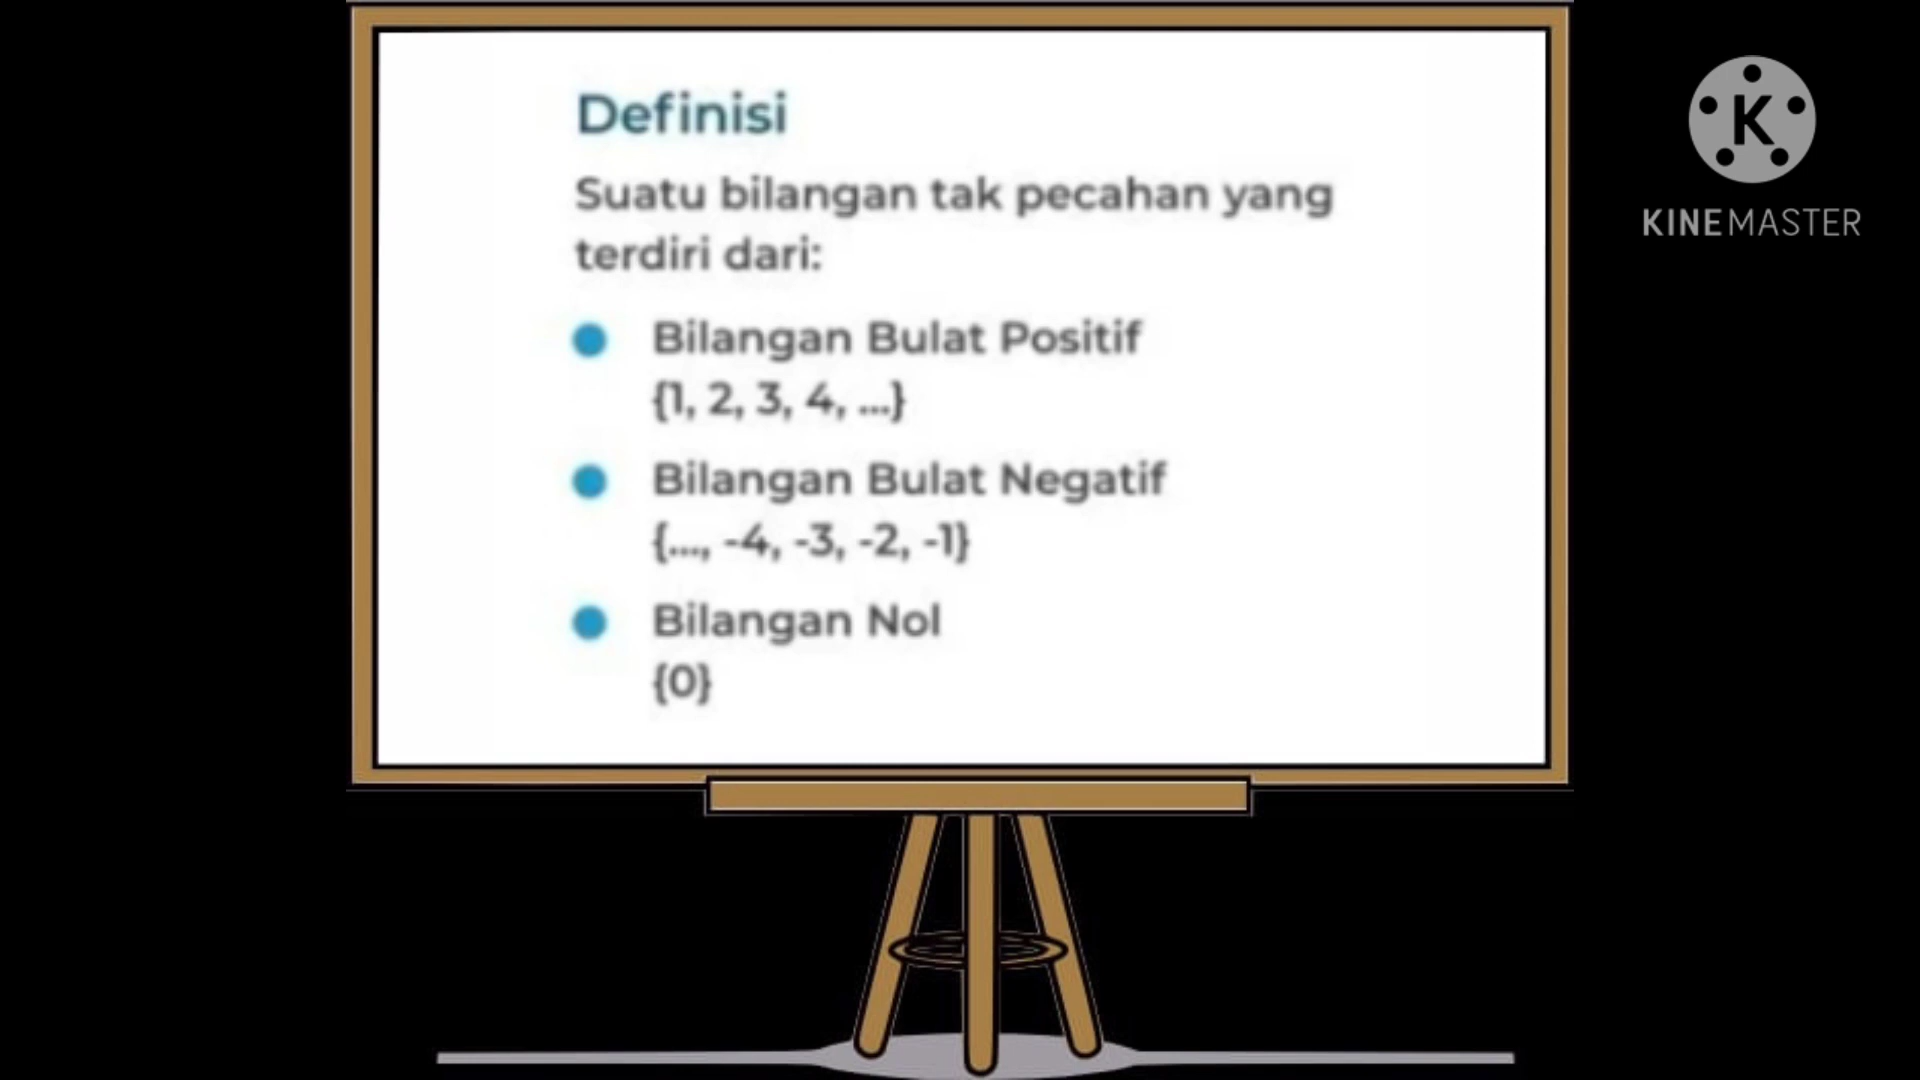 Definisi
Suatu bilangan tak pecahan yang
terdiri dari:
Bilangan Bulat Positif
{1, 2, 3, 4, ...}
Bilangan Bulat Negatif
{..., -4, -3, -2, -1}
Bilangan Nol
{0}
K
KINEMASTER